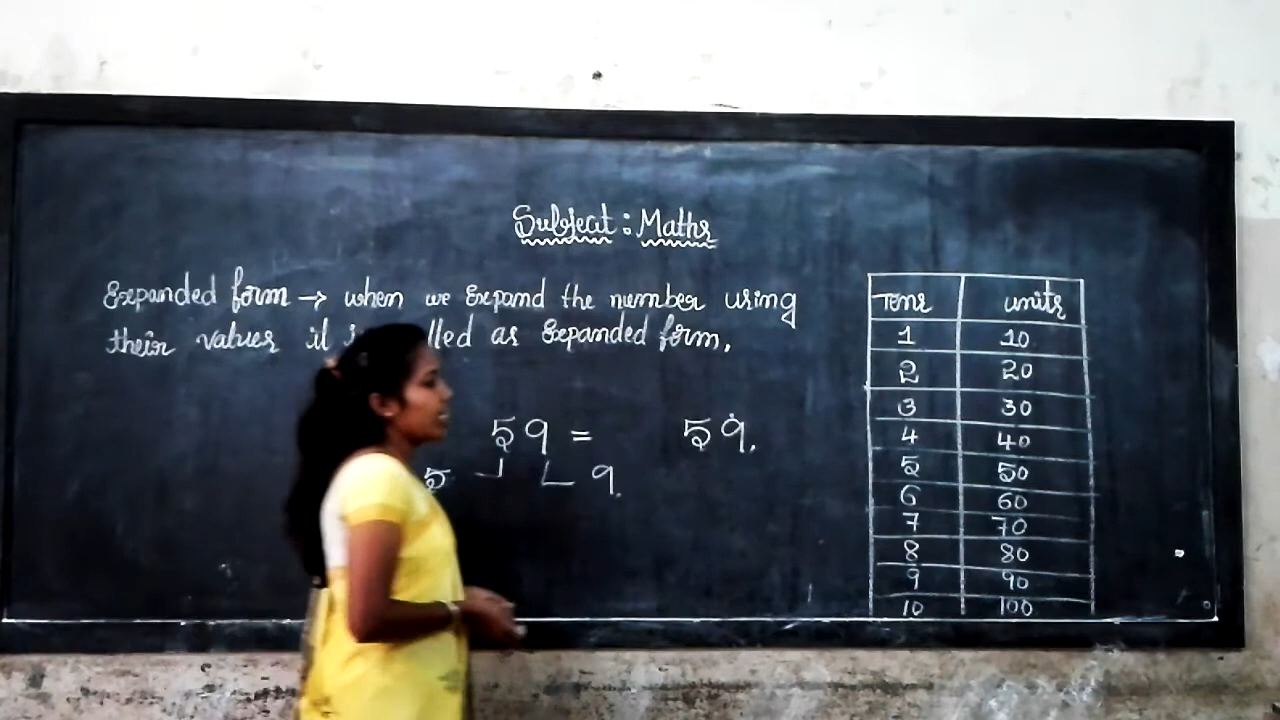 Subject : Maths
Expanded form → when we Expand the number using
their values it lled as Expanded form.
59 = 59.
5 9.
Tens units
1 10
2 20
3 30
4 40
5 50
6 60
7 70
8 80
9 90
10 100